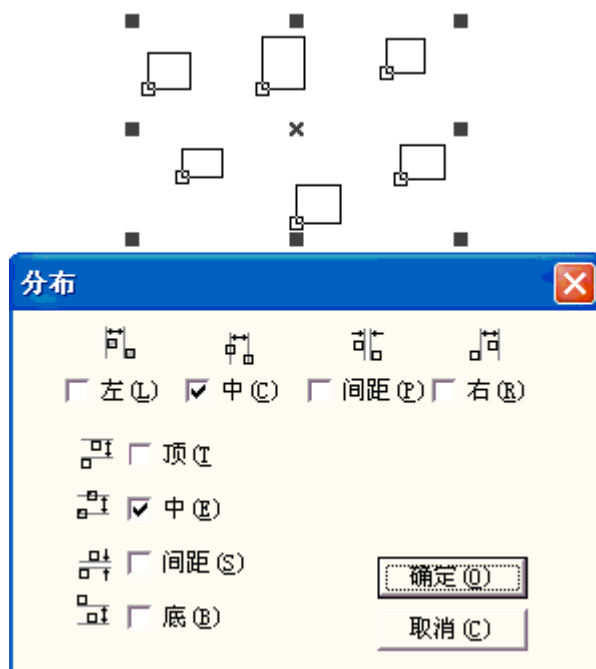 分布
左(L) 中(C) 间距(P) 右(R)
顶(T
中(E)
间距(S)
底(B)
确定(O)
取消(C)